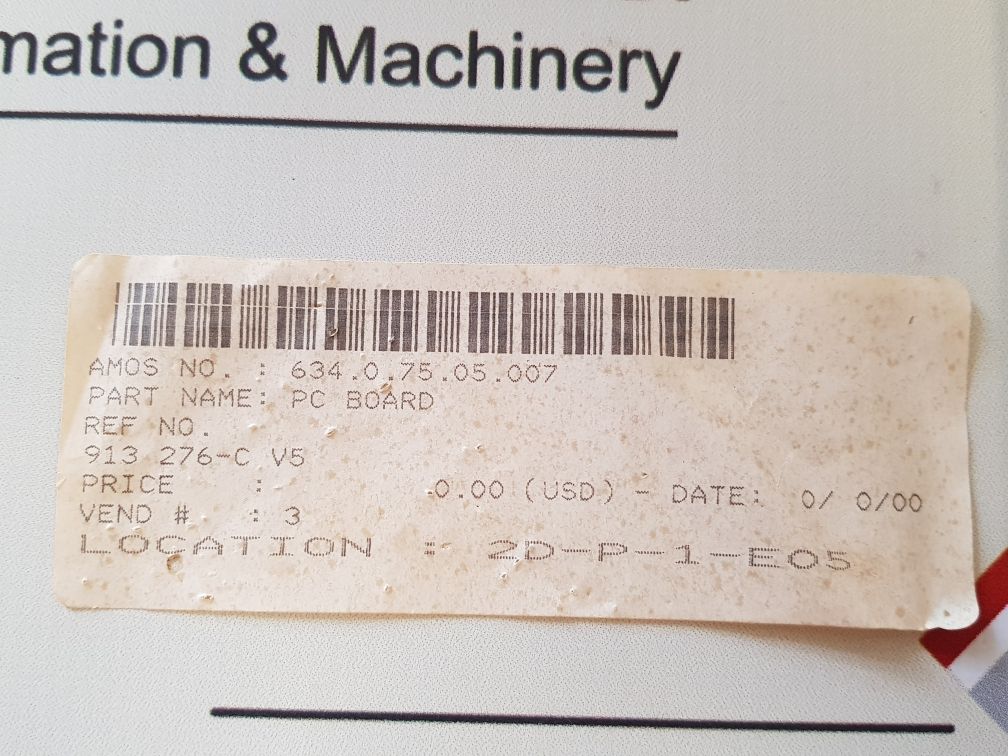 mation & Machinery
AMOS NO. : 634.0.75.05.007
PART NAME: PC BOARD
REF NO.
913 276-C V5
PRICE : 0.00 (USD) - DATE: 0/ 0/00
VEND # : 3
LOCATION : 2D-P-1-E05